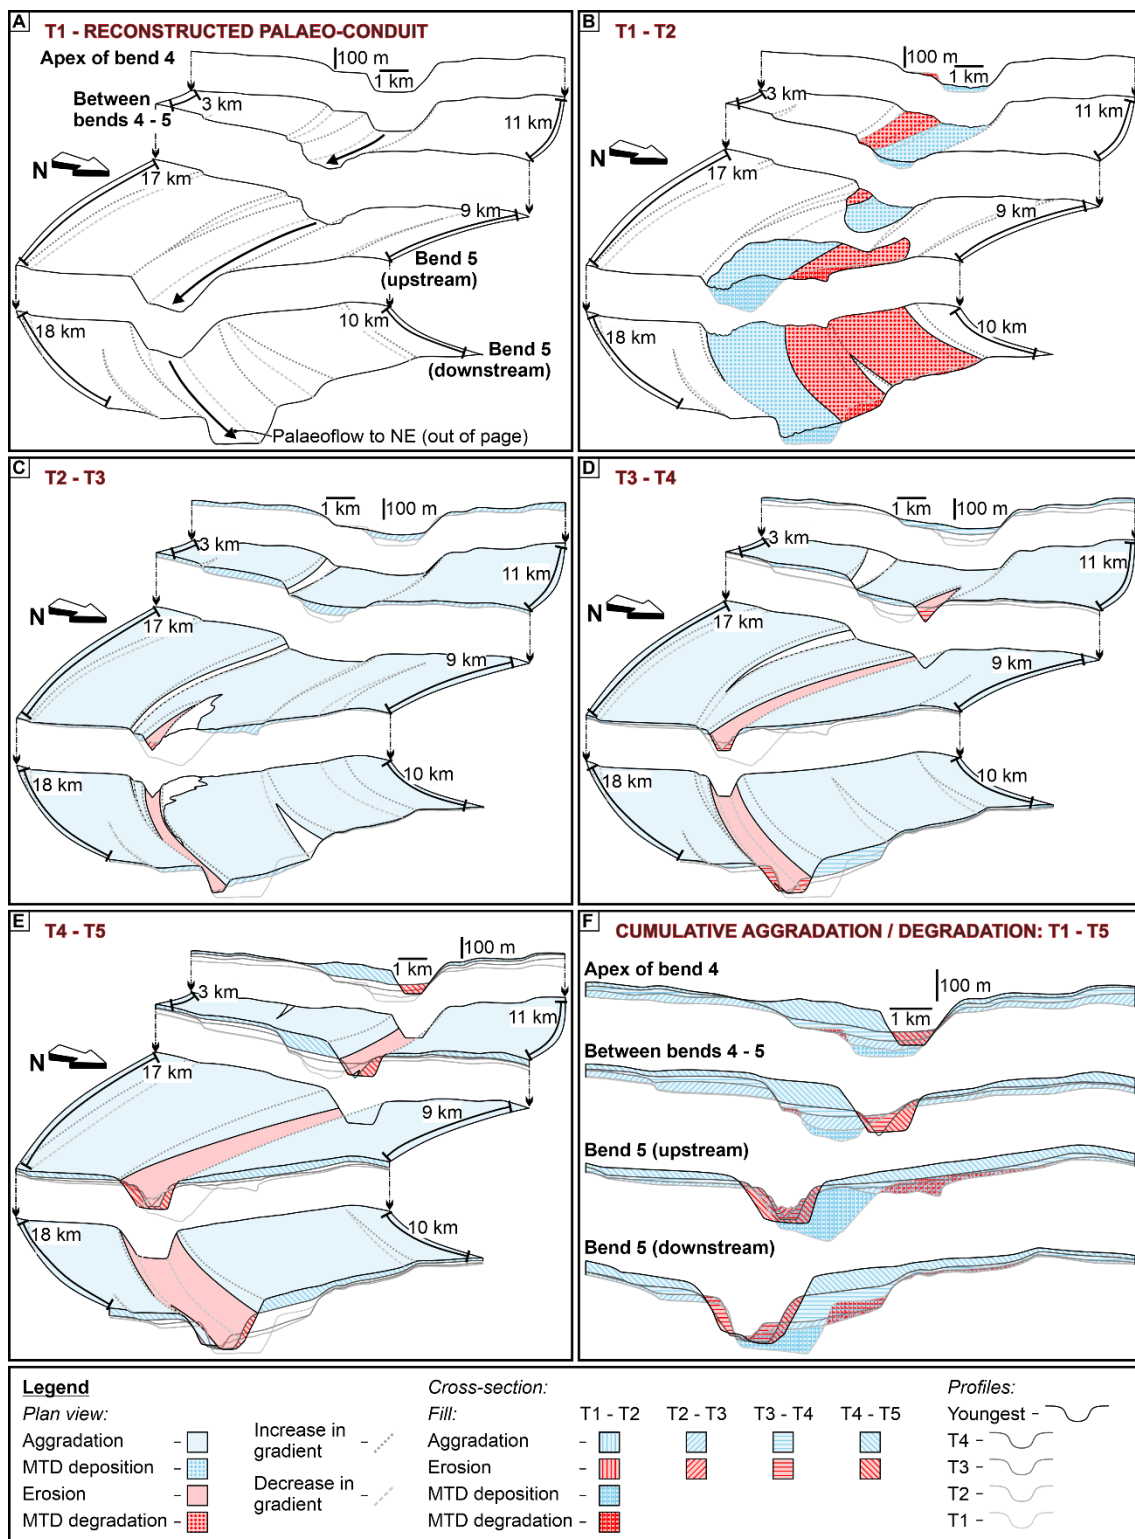 A
T1 - RECONSTRUCTED PALAEO-CONDUIT
Apex of bend 4
100 m
1 km
Between
bends 4 - 5
3 km
11 km
N
17 km
9 km
Bend 5
(upstream)
18 km
10 km
Bend 5
(downstream)
Palaeoflow to NE (out of page)
B
T1 - T2
100 m
1 km
3 km
11 km
N
17 km
9 km
18 km
10 km
C
T2 - T3
1 km
100 m
3 km
11 km
N
17 km
9 km
18 km
10 km
D
T3 - T4
1 km
100 m
3 km
11 km
N
17 km
9 km
18 km
10 km
E
T4 - T5
100 m
1 km
3 km
11 km
N
17 km
9 km
18 km
10 km
F
CUMULATIVE AGGRADATION / DEGRADATION: T1 - T5
Apex of bend 4
100 m
1 km
Between bends 4 - 5
Bend 5 (upstream)
Bend 5 (downstream)
Legend
Plan view:
Aggradation -
MTD deposition -
Erosion -
MTD degradation -
Increase in
gradient -
Decrease in
gradient -
Cross-section:
Fill: T1 - T2 T2 - T3 T3 - T4 T4 - T5
Aggradation -
Erosion -
MTD deposition -
MTD degradation -
Profiles:
Youngest -
T4 -
T3 -
T2 -
T1 -